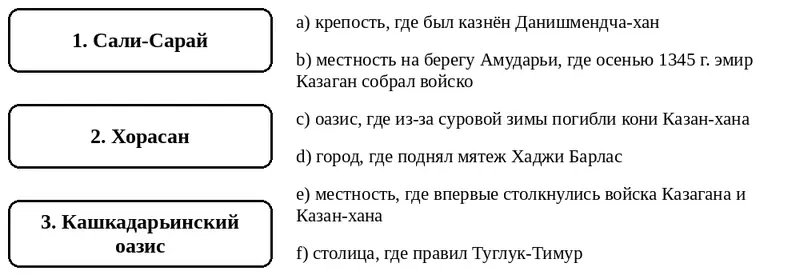 1. Сали-Сарай
2. Хорасан
3. Кашкадарьинский
оазис
a) крепость, где был казнён Данишмендча-хан
b) местность на берегу Амударьи, где осенью 1345 г. эмир
Казаган собрал войско
c) оазис, где из-за суровой зимы погибли кони Казан-хана
d) город, где поднял мятеж Хаджи Барлас
e) местность, где впервые столкнулись войска Казагана и
Казан-хана
f) столица, где правил Туглук-Тимур